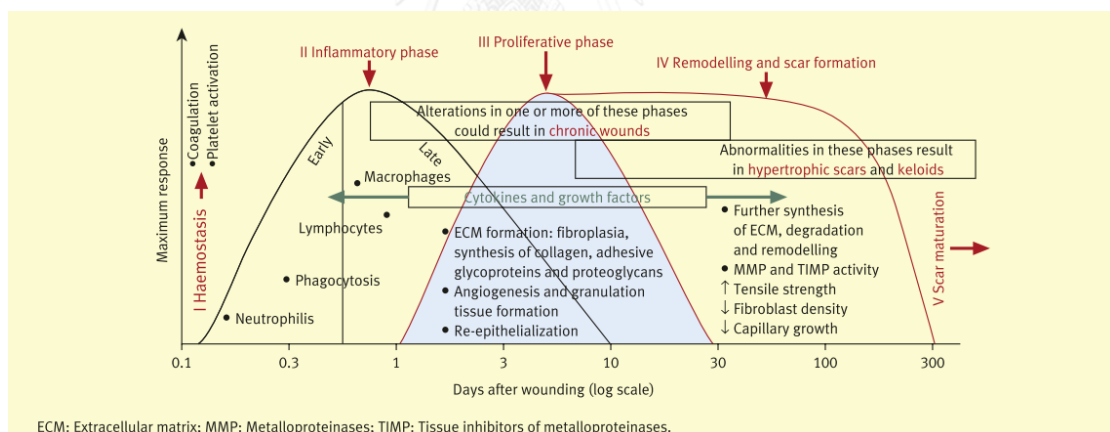 III Proliferative phase
II Inflammatory phase
IV Remodelling and scar formation
Coagulation
Platelet activation
Alterations in one or more of these phases
could result in chronic wounds
Abnormalities in these phases result
in hypertrophic scars and keloids
Early
Late
Maximum response
I Haemostasis
• Macrophages
Cytokines and growth factors
Lymphocytes •
• Phagocytosis
• Neutrophilis
• ECM formation: fibroplasia,
synthesis of collagen, adhesive
glycoproteins and proteoglycans
• Angiogenesis and granulation
tissue formation
• Re-epithelialization
• Further synthesis
of ECM, degradation
and remodelling
• MMP and TIMP activity
↑ Tensile strength
↓ Fibroblast density
↓ Capillary growth
V Scar maturation
0.1 0.3 1 3 10 30 100 300
Days after wounding (log scale)
ECM: Extracellular matrix; MMP: Metalloproteinases; TIMP: Tissue inhibitors of metalloproteinases.